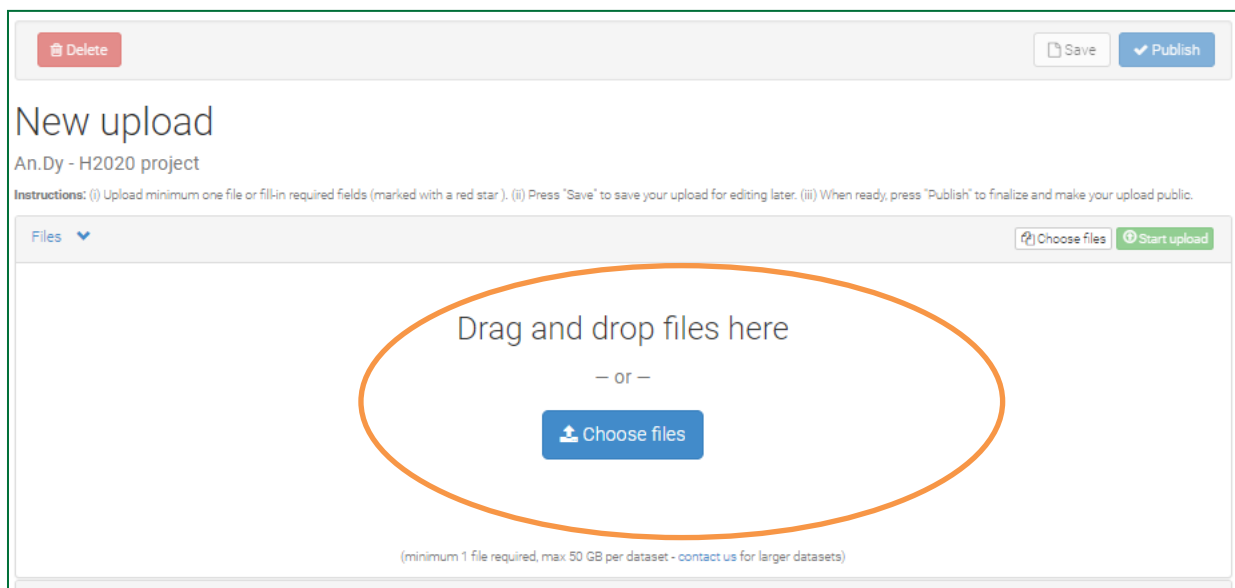 Delete
Save
Publish
New upload
An.Dy - H2020 project
Instructions: (i) Upload minimum one file or fill-in required fields (marked with a red star ). (ii) Press "Save" to save your upload for editing later. (iii) When ready, press "Publish" to finalize and make your upload public.
Files
Choose files
Start upload
Drag and drop files here
— or —
Choose files
(minimum 1 file required, max 50 GB per dataset - contact us for larger datasets)